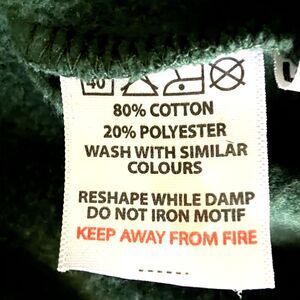 40
80% COTTON
20% POLYESTER
WASH WITH SIMILAR
COLOURS
RESHAPE WHILE DAMP
DO NOT IRON MOTIF
KEEP AWAY FROM FIRE